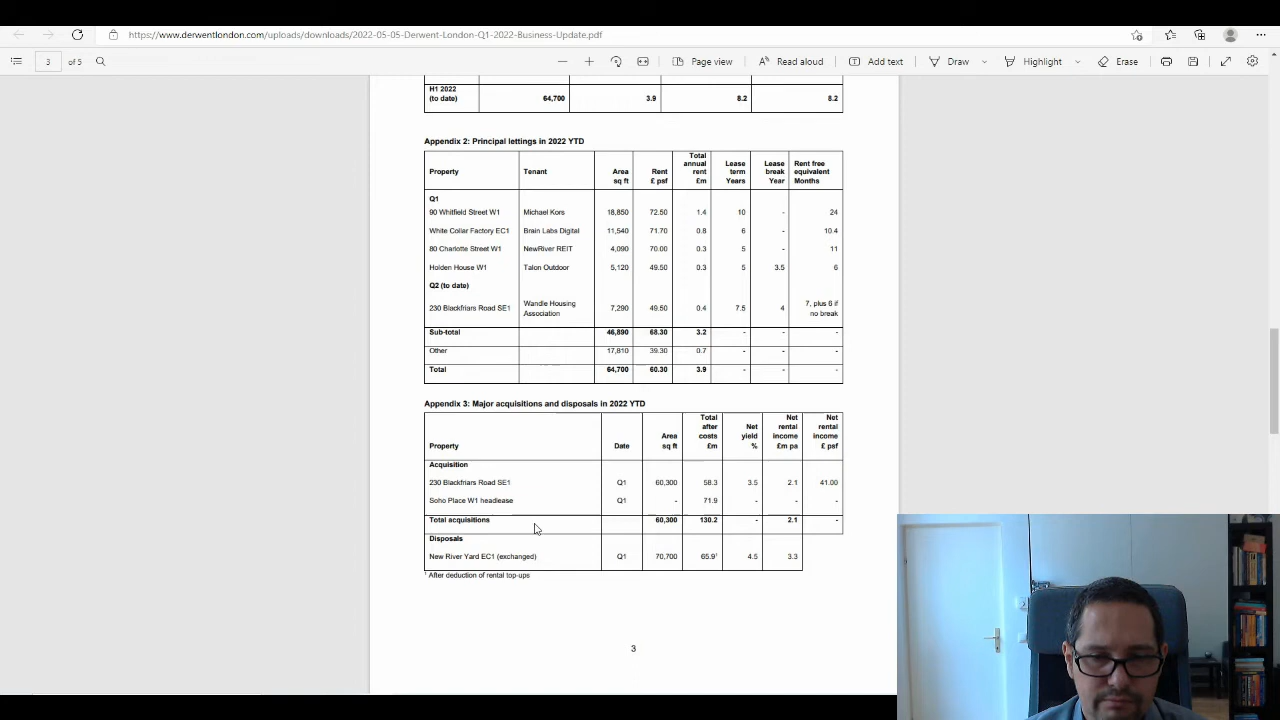 https://www.derwentlondon.com/uploads/downloads/2022-05-05-Derwent-London-Q1-2022-Business-Update.pdf
3 of 5 Page view Read aloud Add text Draw Highlight Erase
H1 2022
(to date) 64,700 3.9 8.2 8.2
Appendix 2: Principal lettings in 2022 YTD
Property Tenant Area sq ft Rent £ psf Total annual rent £m Lease term Years Lease break Year Rent free equivalent Months
Q1
90 Whitfield Street W1 Michael Kors 18,850 72.50 1.4 10 - 24
White Collar Factory EC1 Brain Labs Digital 11,540 71.70 0.8 6 - 10.4
80 Charlotte Street W1 NewRiver REIT 4,090 70.00 0.3 5 - 11
Holden House W1 Talon Outdoor 5,120 49.50 0.3 5 3.5 6
Q2 (to date)
230 Blackfriars Road SE1 Wandle Housing Association 7,290 49.50 0.4 7.5 4 7, plus 6 if no break
Sub-total 46,890 68.30 3.2 - - -
Other 17,810 39.30 0.7 - - -
Total 64,700 60.30 3.9 - - -
Appendix 3: Major acquisitions and disposals in 2022 YTD
Property Date Area sq ft Total after costs £m Net yield % Net rental income £m pa Net rental income £ psf
Acquisition
230 Blackfriars Road SE1 Q1 60,300 58.3 3.5 2.1 41.00
Soho Place W1 headlease Q1 - 71.9 - - -
Total acquisitions 60,300 130.2 - 2.1 -
Disposals
New River Yard EC1 (exchanged) Q1 70,700 65.9¹ 4.5 3.3
¹ After deduction of rental top-ups
3